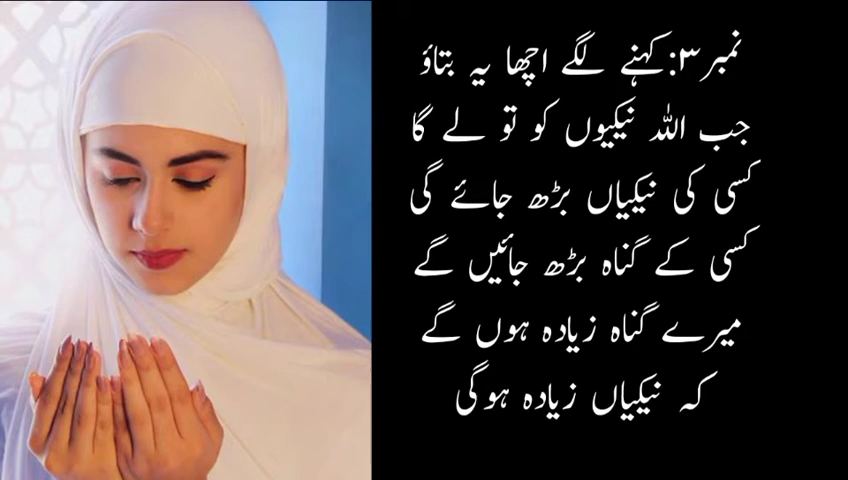 نمبر۳:کہنے لگے اچھا یہ بتاؤ
جب اللہ نیکیوں کو تو لے گا
کسی کی نیکیاں بڑھ جائے گی
کسی کے گناہ بڑھ جائیں گے
میرے گناہ زیادہ ہوں گے
کہ نیکیاں زیادہ ہوگی